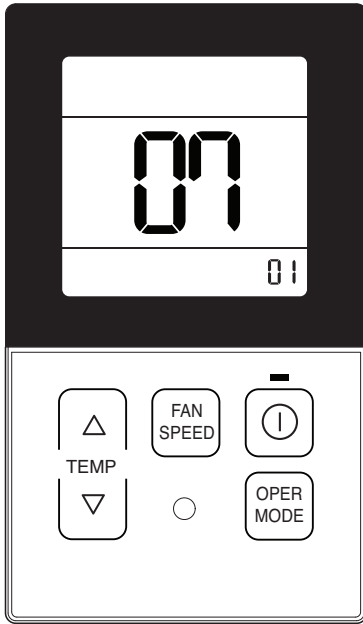 07
01
FAN
SPEED
TEMP
OPER
MODE